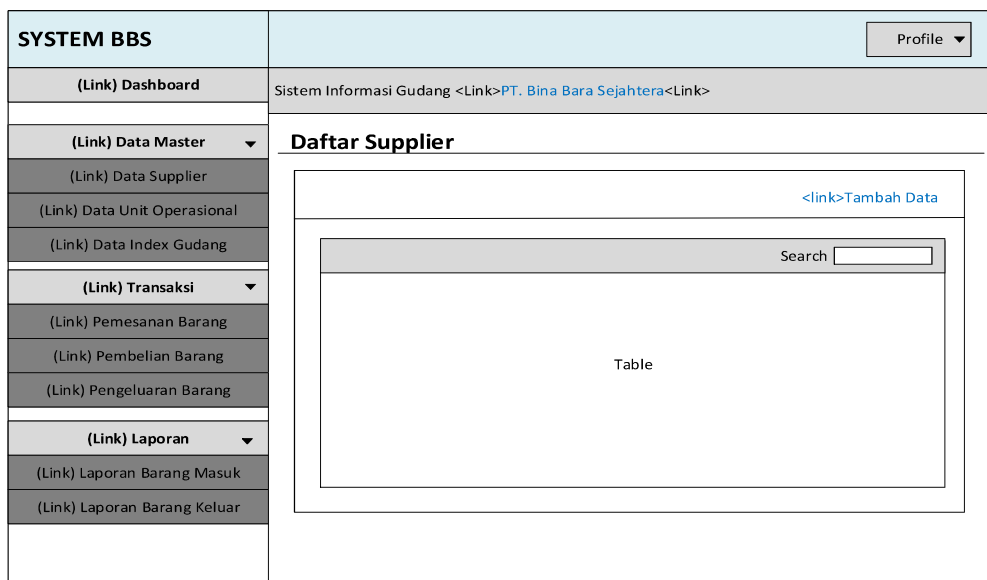 SYSTEM BBS
Profile
(Link) Dashboard
Sistem Informasi Gudang <Link>PT. Bina Bara Sejahtera<Link>
(Link) Data Master
(Link) Data Supplier
(Link) Data Unit Operasional
(Link) Data Index Gudang
(Link) Transaksi
(Link) Pemesanan Barang
(Link) Pembelian Barang
(Link) Pengeluaran Barang
(Link) Laporan
(Link) Laporan Barang Masuk
(Link) Laporan Barang Keluar
Daftar Supplier
<link>Tambah Data
Search
Table